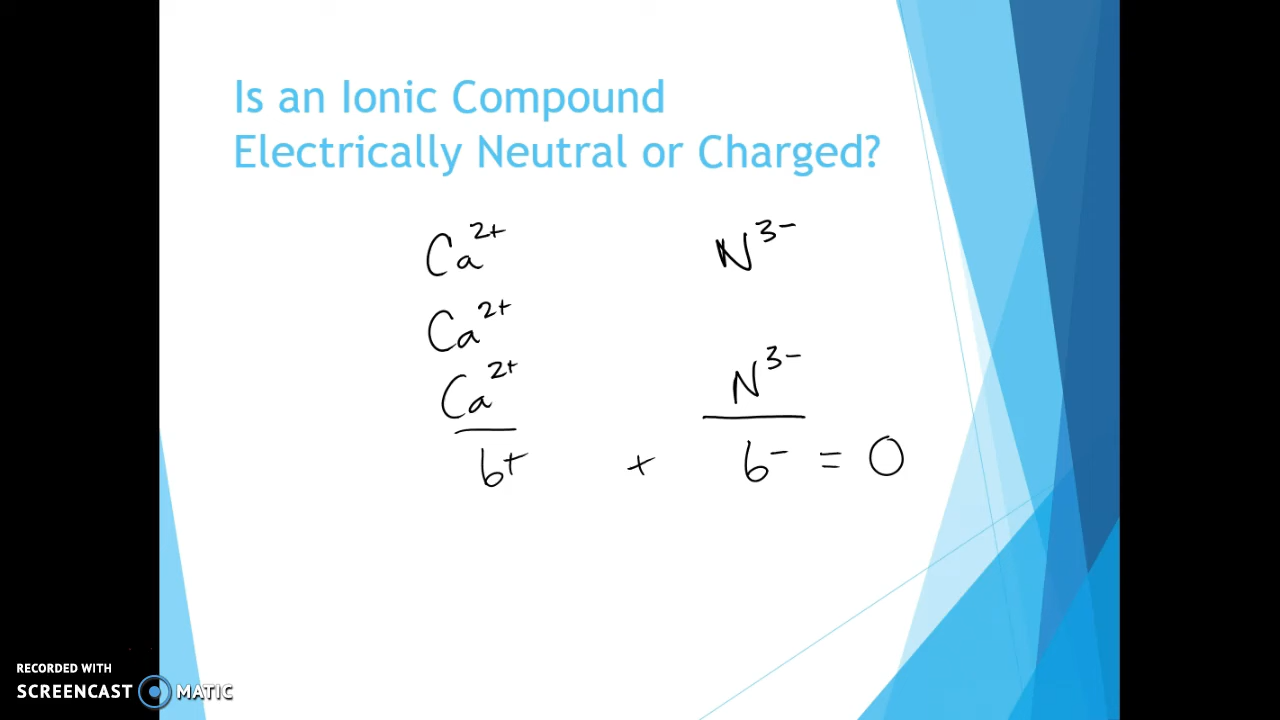 Is an Ionic Compound
Electrically Neutral or Charged?
Ca²⁺ N³⁻
Ca²⁺
Ca²⁺ N³⁻
6+ + 6- = 0
RECORDED WITH
SCREENCAST MATIC